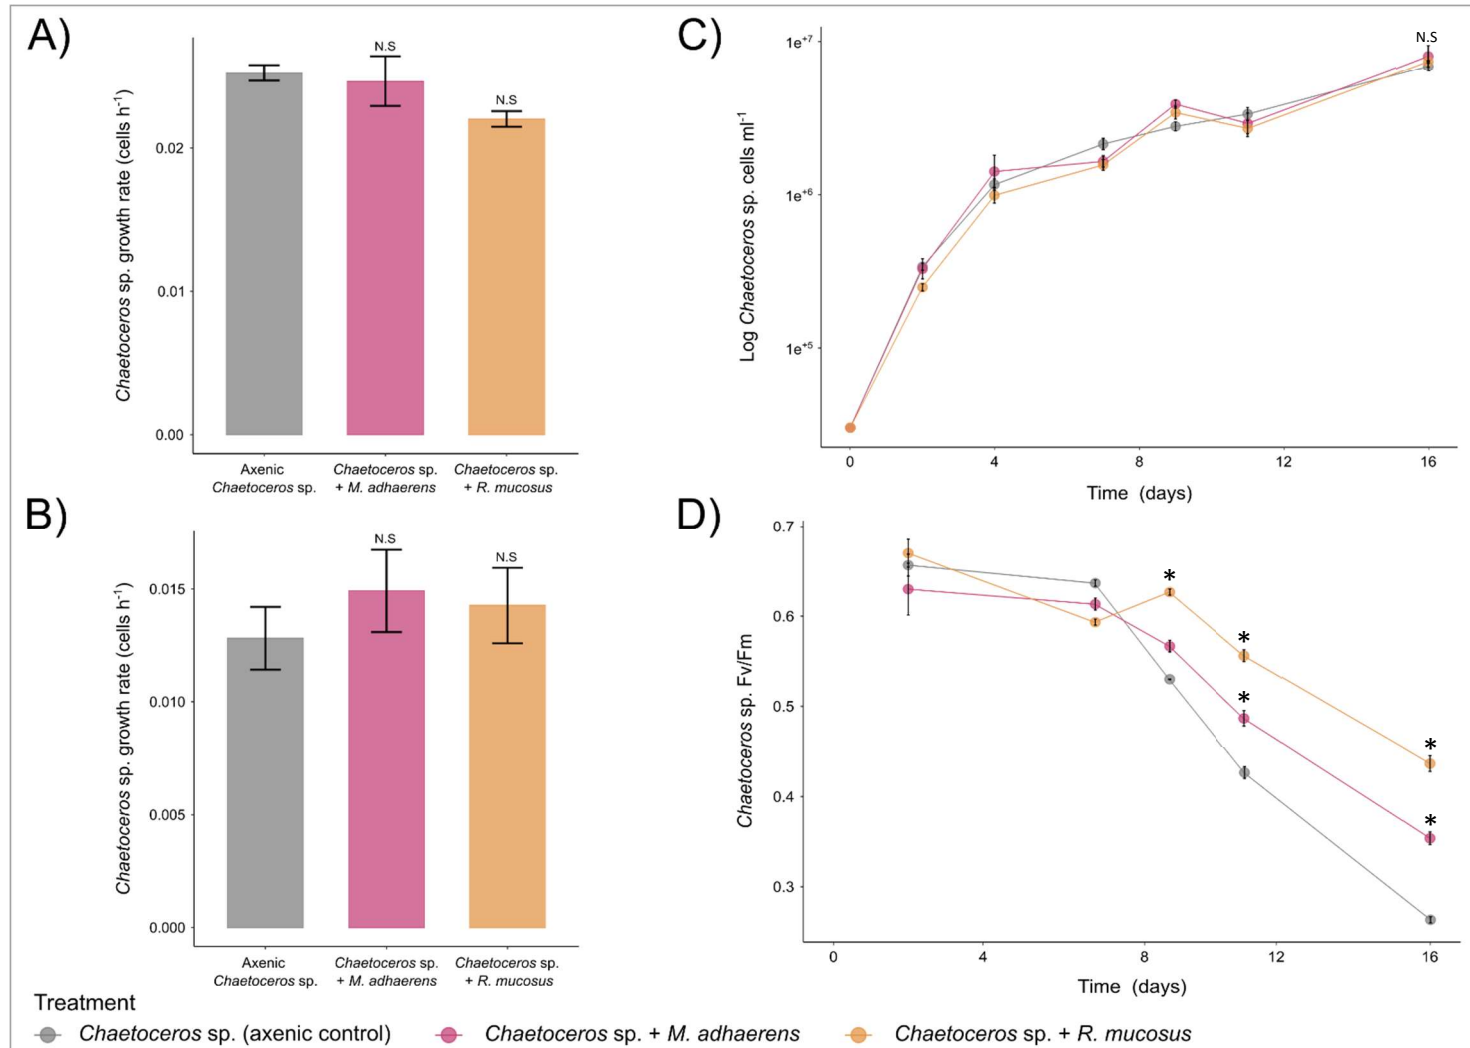 A)
Chaetoceros sp. growth rate (cells h⁻¹)
0.02
0.01
0.00
N.S
N.S
Axenic
Chaetoceros sp.
Chaetoceros sp.
+ M. adhaerens
Chaetoceros sp.
+ R. mucosus
B)
Chaetoceros sp. growth rate (cells h⁻¹)
0.015
0.010
0.005
0.000
N.S
N.S
Axenic
Chaetoceros sp.
Chaetoceros sp.
+ M. adhaerens
Chaetoceros sp.
+ R. mucosus
C)
Log Chaetoceros sp. cells ml⁻¹
1e⁺⁷
1e⁺⁶
1e⁺⁵
N.S
0
4
8
12
16
Time (days)
D)
Chaetoceros sp. Fv/Fm
0.7
0.6
0.5
0.4
0.3
*
*
*
*
*
0
4
8
12
16
Time (days)
Treatment
Chaetoceros sp. (axenic control)
Chaetoceros sp. + M. adhaerens
Chaetoceros sp. + R. mucosus